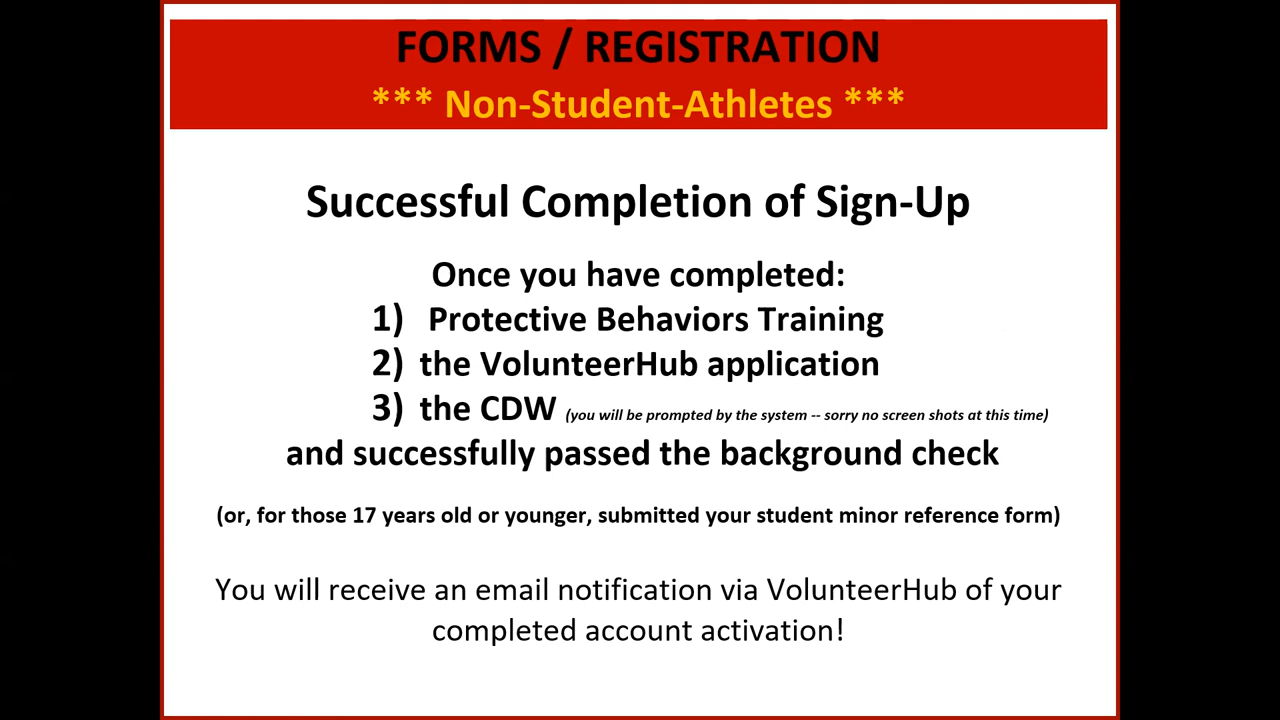 FORMS / REGISTRATION
*** Non-Student-Athletes ***
Successful Completion of Sign-Up
Once you have completed:
1) Protective Behaviors Training
2) the VolunteerHub application
3) the CDW (you will be prompted by the system -- sorry no screen shots at this time)
and successfully passed the background check
(or, for those 17 years old or younger, submitted your student minor reference form)
You will receive an email notification via VolunteerHub of your
completed account activation!